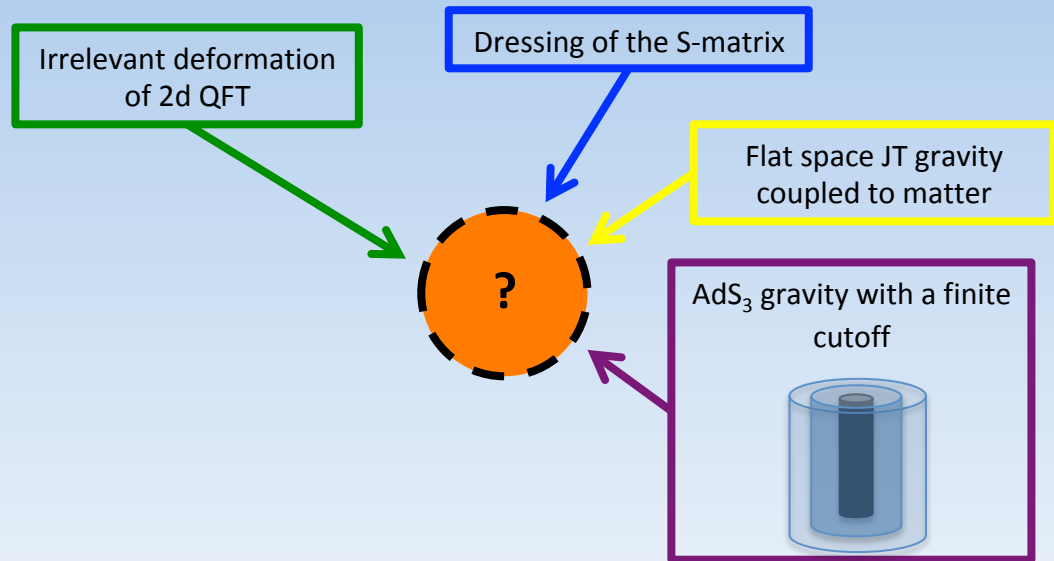 Irrelevant deformation
of 2d QFT
Dressing of the S-matrix
Flat space JT gravity
coupled to matter
?
AdS₃ gravity with a finite
cutoff